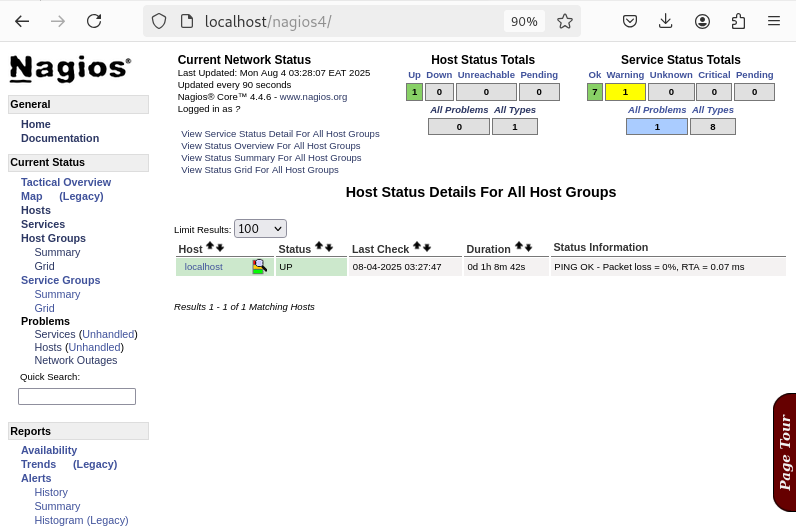 localhost/nagios4/
90%
Nagios®
General
Home
Documentation
Current Status
Tactical Overview
Map (Legacy)
Hosts
Services
Host Groups
Summary
Grid
Service Groups
Summary
Grid
Problems
Services (Unhandled)
Hosts (Unhandled)
Network Outages
Quick Search:
Reports
Availability
Trends (Legacy)
Alerts
History
Summary
Histogram (Legacy)
Current Network Status
Last Updated: Mon Aug 4 03:28:07 EAT 2025
Updated every 90 seconds
Nagios® Core™ 4.4.6 - www.nagios.org
Logged in as ?
View Service Status Detail For All Host Groups
View Status Overview For All Host Groups
View Status Summary For All Host Groups
View Status Grid For All Host Groups
Host Status Totals
Up Down Unreachable Pending
1 0 0 0
All Problems All Types
0 1
Service Status Totals
Ok Warning Unknown Critical Pending
7 1 0 0 0
All Problems All Types
1 8
Host Status Details For All Host Groups
Limit Results: 100
Host Status Last Check Duration Status Information
localhost UP 08-04-2025 03:27:47 0d 1h 8m 42s PING OK - Packet loss = 0%, RTA = 0.07 ms
Results 1 - 1 of 1 Matching Hosts
Page Tour